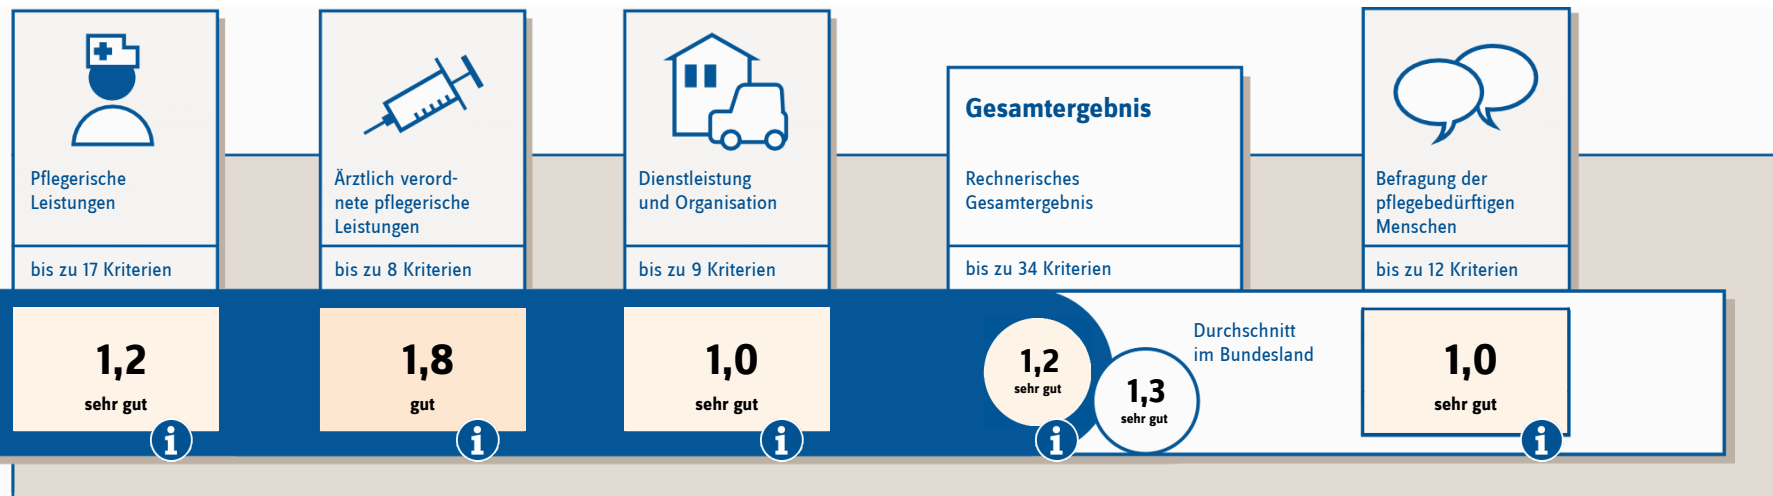 Pflegerische
Leistungen
bis zu 17 Kriterien
1,2
sehr gut
i
Ärztlich verord-
nete pflegerische
Leistungen
bis zu 8 Kriterien
1,8
gut
i
Dienstleistung
und Organisation
bis zu 9 Kriterien
1,0
sehr gut
i
Gesamtergebnis
Rechnerisches
Gesamtergebnis
bis zu 34 Kriterien
1,2
sehr gut
i
1,3
sehr gut
Durchschnitt
im Bundesland
Befragung der
pflegebedürftigen
Menschen
bis zu 12 Kriterien
1,0
sehr gut
i